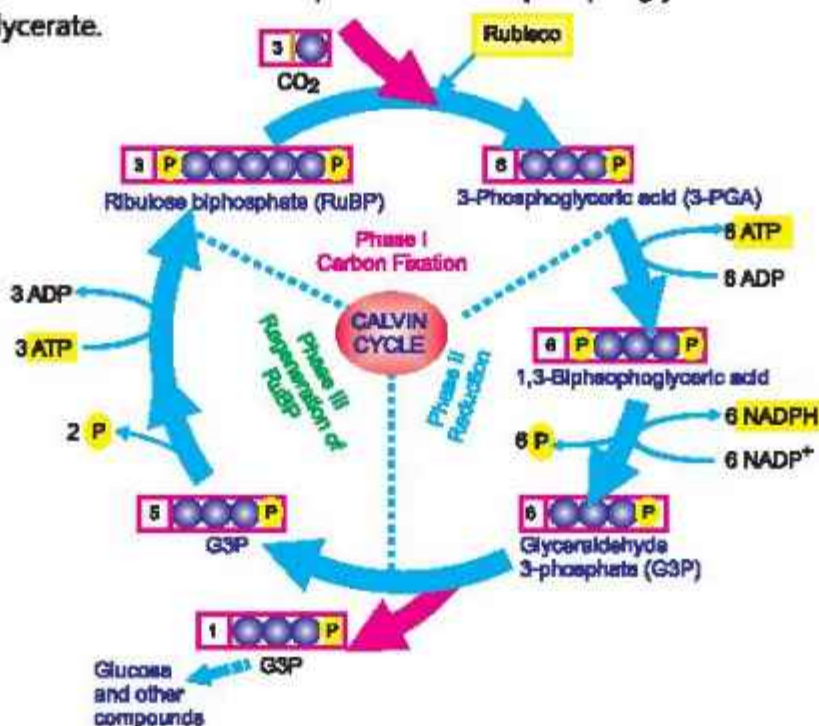 lycerate.
3
CO2
Rubisco
3 P P
Ribulose biphosphate (RuBP)
6 P
3-Phosphoglyceric acid (3-PGA)
Phase I
Carbon Fixation
6 ATP
6 ADP
3 ADP
3 ATP
CALVIN
CYCLE
Phase III
Regeneration of
RuBP
Phase II
Reduction
6 P P
1,3-Biphsophoglyceric acid
2 P
6 P
6 NADPH
6 NADP+
5 P
G3P
6 P
Glyceraldehyde
3-phosphate (G3P)
1 P
G3P
Glucose
and other
compounds